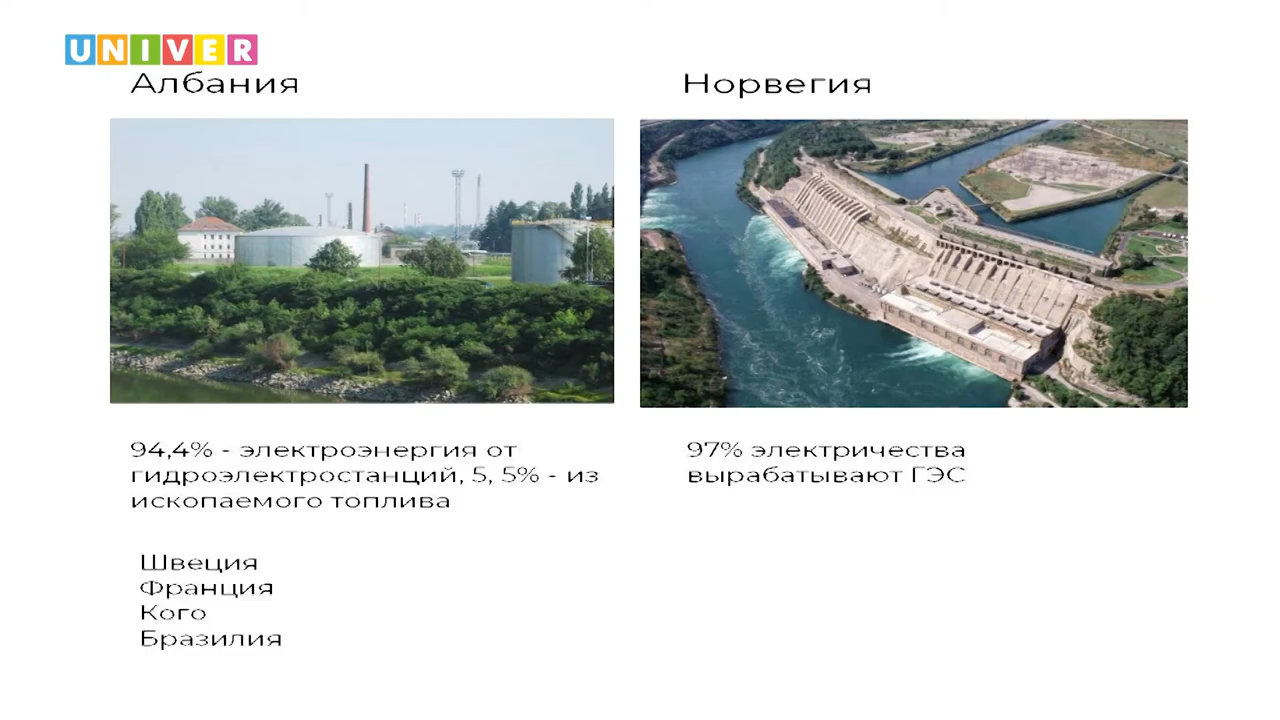 UNIVER
Албания
Норвегия
94,4% - электроэнергия от
гидроэлектростанций, 5, 5% - из
ископаемого топлива
97% электричества
вырабатывают ГЭС
Швеция
Франция
Кого
Бразилия